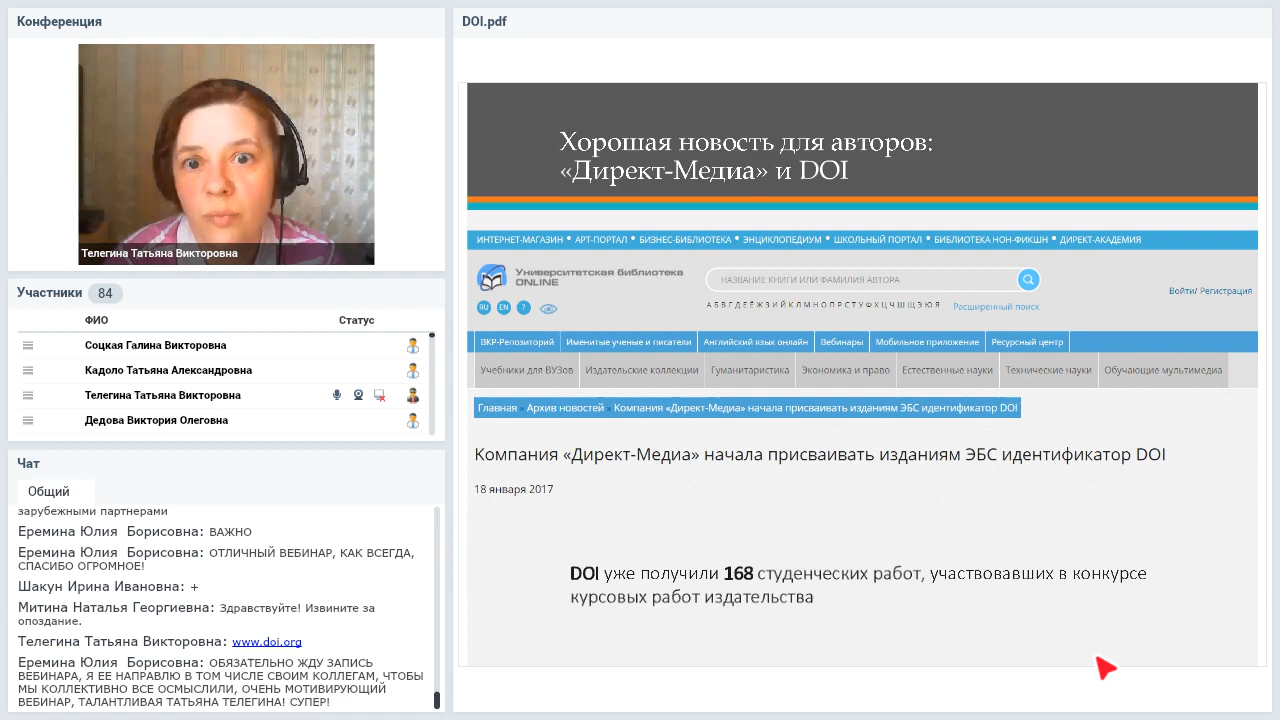 Конференция
Телегина Татьяна Викторовна
Участники 84
ФИО Статус
Соцкая Галина Викторовна
Кадоло Татьяна Александровна
Телегина Татьяна Викторовна
Дедова Виктория Олеговна
Чат
Общий
зарубежными партнерами
Еремина Юлия Борисовна: ВАЖНО
Еремина Юлия Борисовна: ОТЛИЧНЫЙ ВЕБИНАР, КАК ВСЕГДА,
СПАСИБО ОГРОМНОЕ!
Шакун Ирина Ивановна: +
Митина Наталья Георгиевна: Здравствуйте! Извините за
опоздание.
Телегина Татьяна Викторовна: www.doi.org
Еремина Юлия Борисовна: ОБЯЗАТЕЛЬНО ЖДУ ЗАПИСЬ
ВЕБИНАРА, Я ЕЕ НАПРАВЛЮ В ТОМ ЧИСЛЕ СВОИМ КОЛЛЕГАМ, ЧТОБЫ
МЫ КОЛЛЕКТИВНО ВСЕ ОСМЫСЛИЛИ, ОЧЕНЬ МОТИВИРУЮЩИЙ
ВЕБИНАР, ТАЛАНТЛИВАЯ ТАТЬЯНА ТЕЛЕГИНА! СУПЕР!
DOI.pdf
Хорошая новость для авторов:
«Директ-Медиа» и DOI
ИНТЕРНЕТ-МАГАЗИН • АРТ-ПОРТАЛ • БИЗНЕС-БИБЛИОТЕКА • ЭНЦИКЛОПЕДИУМ • ШКОЛЬНЫЙ ПОРТАЛ • БИБЛИОТЕКА НОН-ФИКШН • ДИРЕКТ-АКАДЕМИЯ
Университетская библиотека
ONLINE
НАЗВАНИЕ КНИГИ ИЛИ ФАМИЛИЯ АВТОРА
Войти/ Регистрация
RU EN ?
А Б В Г Д Е Ё Ж З И Й К Л М Н О П Р С Т У Ф Х Ц Ч Ш Щ Э Ю Я Расширенный поиск
ВКР-Репозиторий Именитые ученые и писатели Английский язык онлайн Вебинары Мобильное приложение Ресурсный центр
Учебники для ВУЗов Издательские коллекции Гуманитаристика Экономика и право Естественные науки Технические науки Обучающие мультимедиа
Главная » Архив новостей » Компания «Директ-Медиа» начала присваивать изданиям ЭБС идентификатор DOI
Компания «Директ-Медиа» начала присваивать изданиям ЭБС идентификатор DOI
18 января 2017
DOI уже получили 168 студенческих работ, участвовавших в конкурсе
курсовых работ издательства